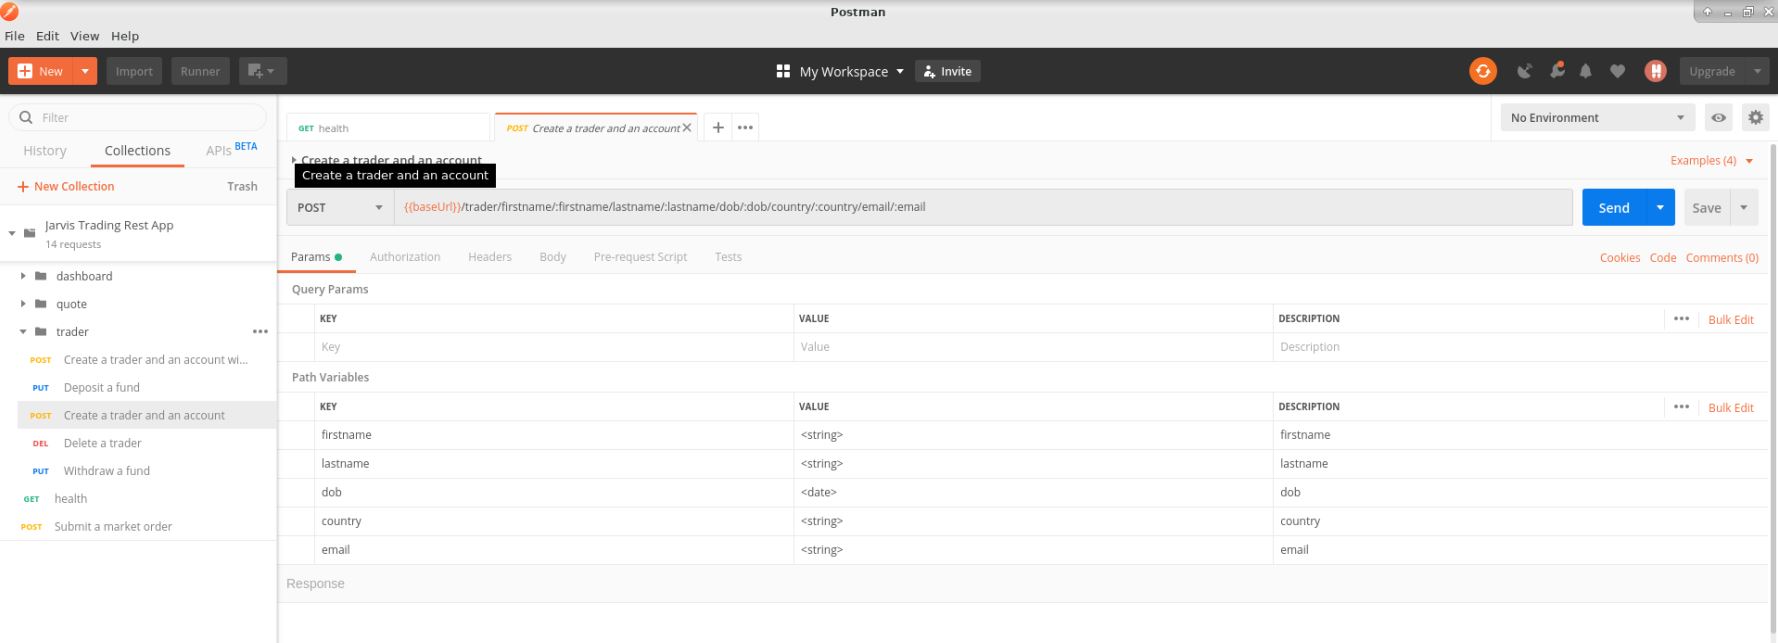 Postman
File Edit View Help
New Import Runner My Workspace Invite Upgrade
Filter
History Collections APIs BETA
New Collection Trash
Jarvis Trading Rest App
14 requests
dashboard
quote
trader
POST Create a trader and an account wi...
PUT Deposit a fund
POST Create a trader and an account
DEL Delete a trader
PUT Withdraw a fund
GET health
POST Submit a market order
GET health POST Create a trader and an account No Environment
Create a trader and an account Examples (4)
Create a trader and an account
POST {{baseUrl}}/trader/firstname/:firstname/lastname/:lastname/dob/:dob/country/:country/email/:email Send Save
Params Authorization Headers Body Pre-request Script Tests Cookies Code Comments (0)
Query Params
KEY VALUE DESCRIPTION Bulk Edit
Key Value Description
Path Variables
KEY VALUE DESCRIPTION Bulk Edit
firstname <string> firstname
lastname <string> lastname
dob <date> dob
country <string> country
email <string> email
Response